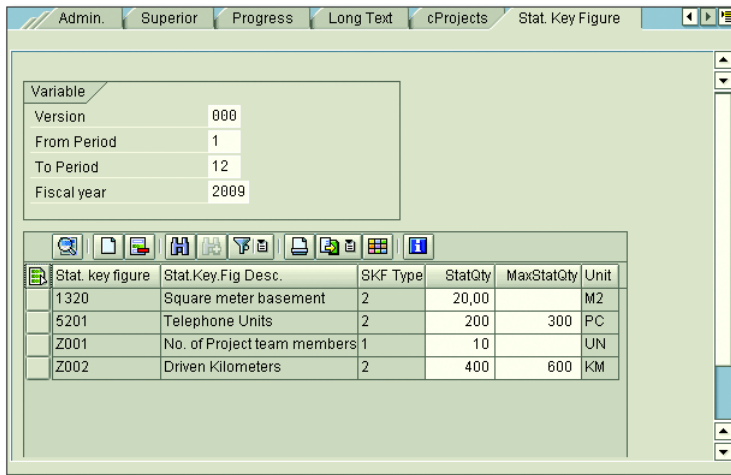 Admin. Superior Progress Long Text cProjects Stat. Key Figure
Variable
Version 000
From Period 1
To Period 12
Fiscal year 2009
Stat. key figure Stat.Key.Fig Desc. SKF Type StatQty MaxStatQty Unit
1320 Square meter basement 2 20,00 M2
5201 Telephone Units 2 200 300 PC
Z001 No. of Project team members 1 10 UN
Z002 Driven Kilometers 2 400 600 KM